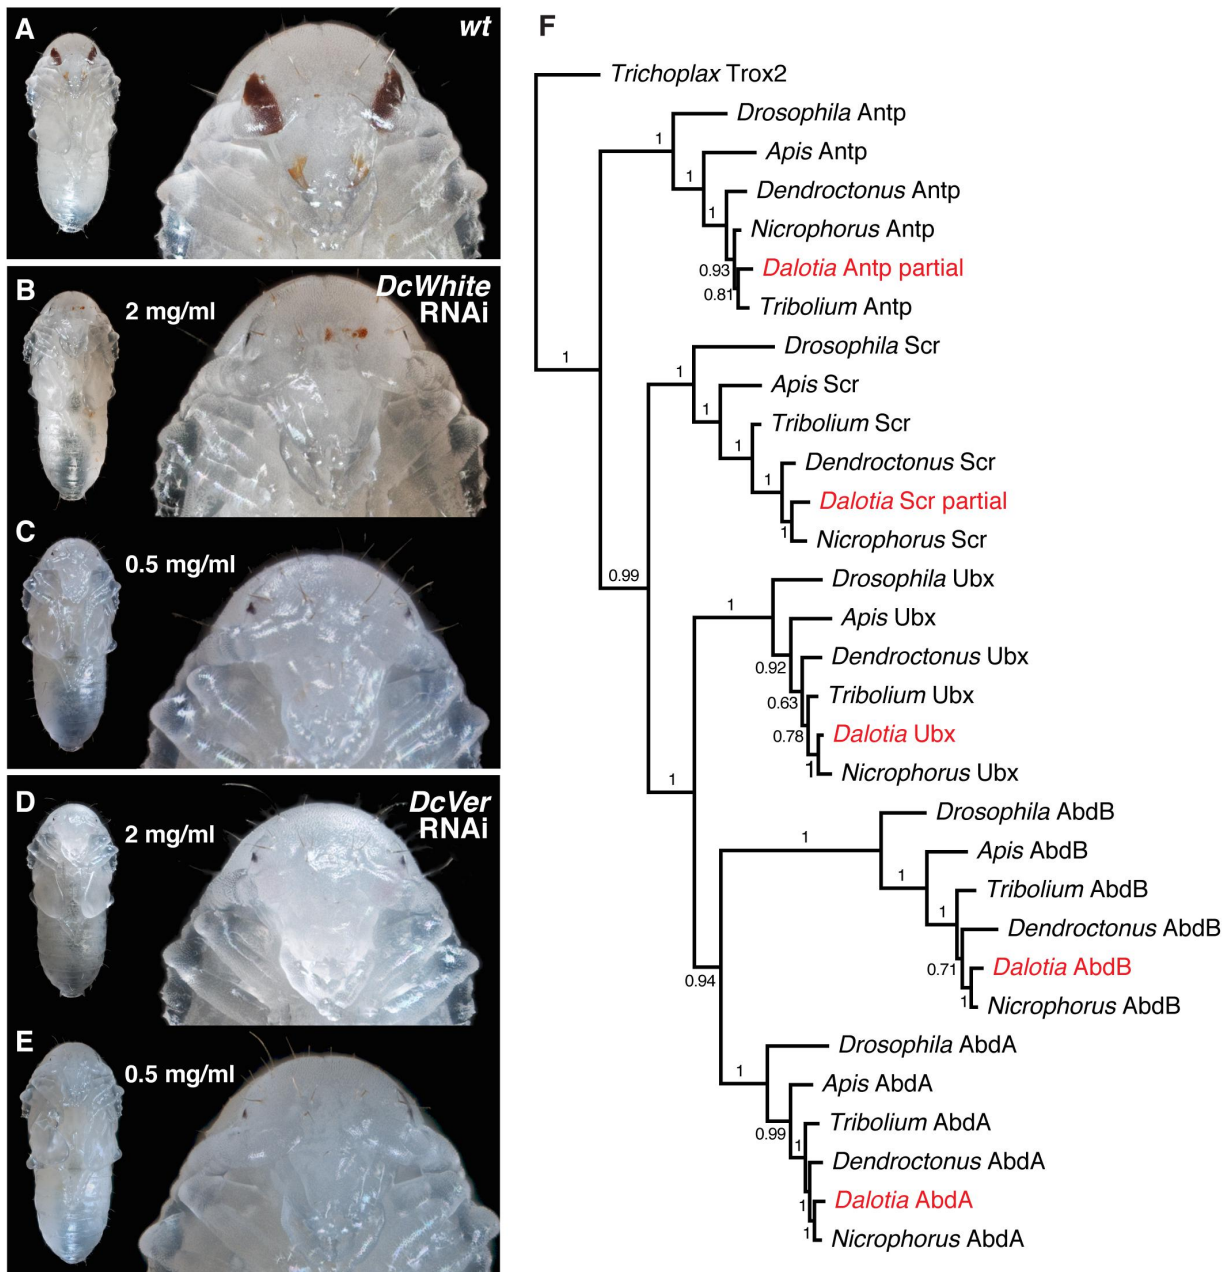 A
wt
B
2 mg/ml
DcWhite
RNAi
C
0.5 mg/ml
D
2 mg/ml
DcVer
RNAi
E
0.5 mg/ml
F
Trichoplax Trox2
Drosophila Antp
1
Apis Antp
1
Dendroctonus Antp
1
Nicrophorus Antp
0.93
Dalotia Antp partial
0.81
Tribolium Antp
1
Drosophila Scr
1
Apis Scr
1
Tribolium Scr
1
Dendroctonus Scr
1
Dalotia Scr partial
1
Nicrophorus Scr
0.99
Drosophila Ubx
1
Apis Ubx
0.92
Dendroctonus Ubx
0.63
Tribolium Ubx
0.78
Dalotia Ubx
1
Nicrophorus Ubx
1
Drosophila AbdB
1
Apis AbdB
1
Tribolium AbdB
1
Dendroctonus AbdB
0.71
Dalotia AbdB
1
Nicrophorus AbdB
0.94
Drosophila AbdA
1
Apis AbdA
0.99
Tribolium AbdA
1
Dendroctonus AbdA
1
Dalotia AbdA
1
Nicrophorus AbdA